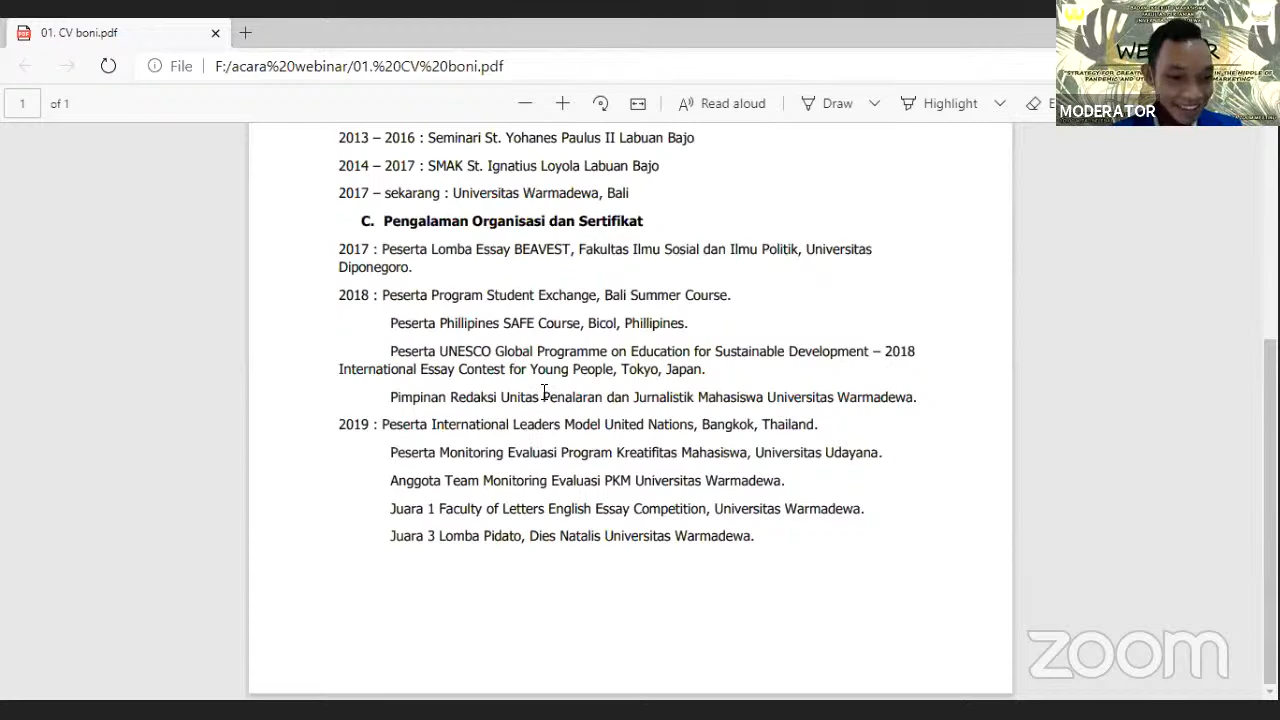 01. CV boni.pdf
File
F:/acara%20webinar/01.%20CV%20boni.pdf
1 of 1
Read aloud
Draw
Highlight
MODERATOR
2013 – 2016 : Seminari St. Yohanes Paulus II Labuan Bajo
2014 – 2017 : SMAK St. Ignatius Loyola Labuan Bajo
2017 – sekarang : Universitas Warmadewa, Bali
C. Pengalaman Organisasi dan Sertifikat
2017 : Peserta Lomba Essay BEAVEST, Fakultas Ilmu Sosial dan Ilmu Politik, Universitas
Diponegoro.
2018 : Peserta Program Student Exchange, Bali Summer Course.
Peserta Phillipines SAFE Course, Bicol, Phillipines.
Peserta UNESCO Global Programme on Education for Sustainable Development – 2018
International Essay Contest for Young People, Tokyo, Japan.
Pimpinan Redaksi Unitas Penalaran dan Jurnalistik Mahasiswa Universitas Warmadewa.
2019 : Peserta International Leaders Model United Nations, Bangkok, Thailand.
Peserta Monitoring Evaluasi Program Kreatifitas Mahasiswa, Universitas Udayana.
Anggota Team Monitoring Evaluasi PKM Universitas Warmadewa.
Juara 1 Faculty of Letters English Essay Competition, Universitas Warmadewa.
Juara 3 Lomba Pidato, Dies Natalis Universitas Warmadewa.
zoom